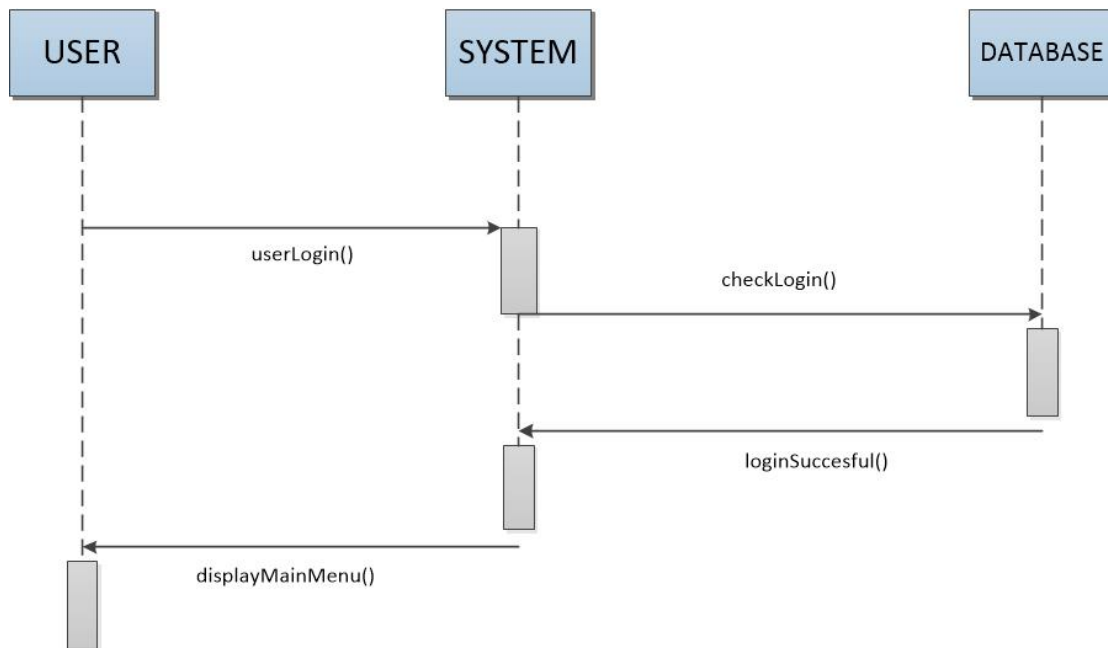 USER
SYSTEM
DATABASE
userLogin()
checkLogin()
loginSuccesful()
displayMainMenu()